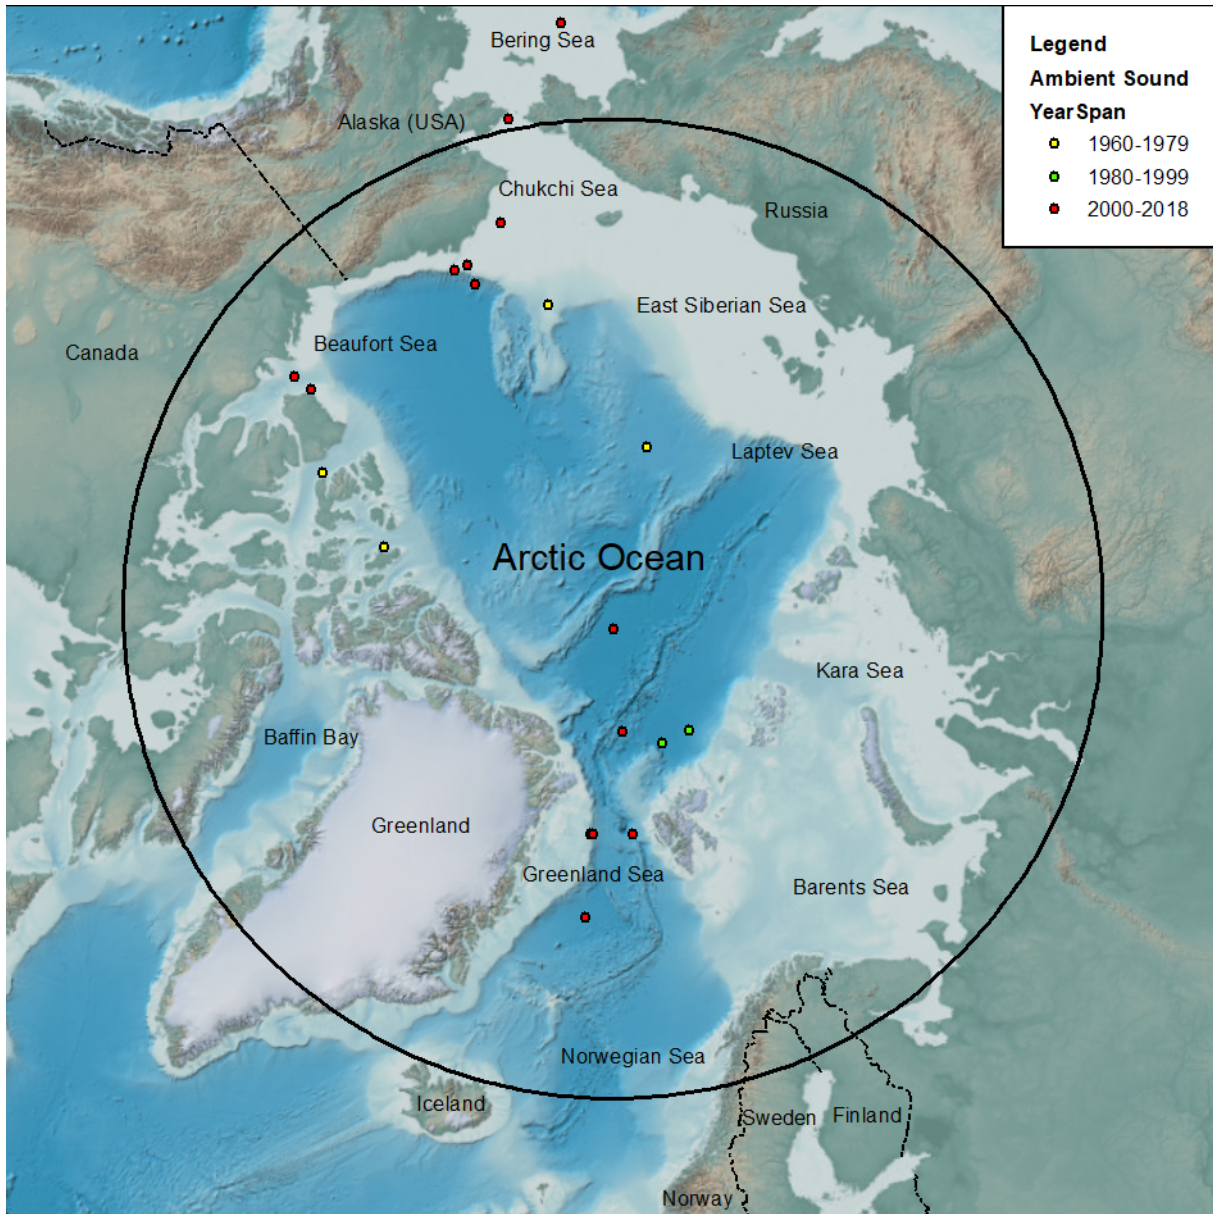 Bering Sea
Legend
Ambient Sound
YearSpan
1960-1979
1980-1999
2000-2018
Alaska (USA)
Chukchi Sea
Russia
East Siberian Sea
Beaufort Sea
Canada
Laptev Sea
Arctic Ocean
Kara Sea
Baffin Bay
Greenland
Greenland Sea
Barents Sea
Norwegian Sea
Iceland
Sweden
Finland
Norway